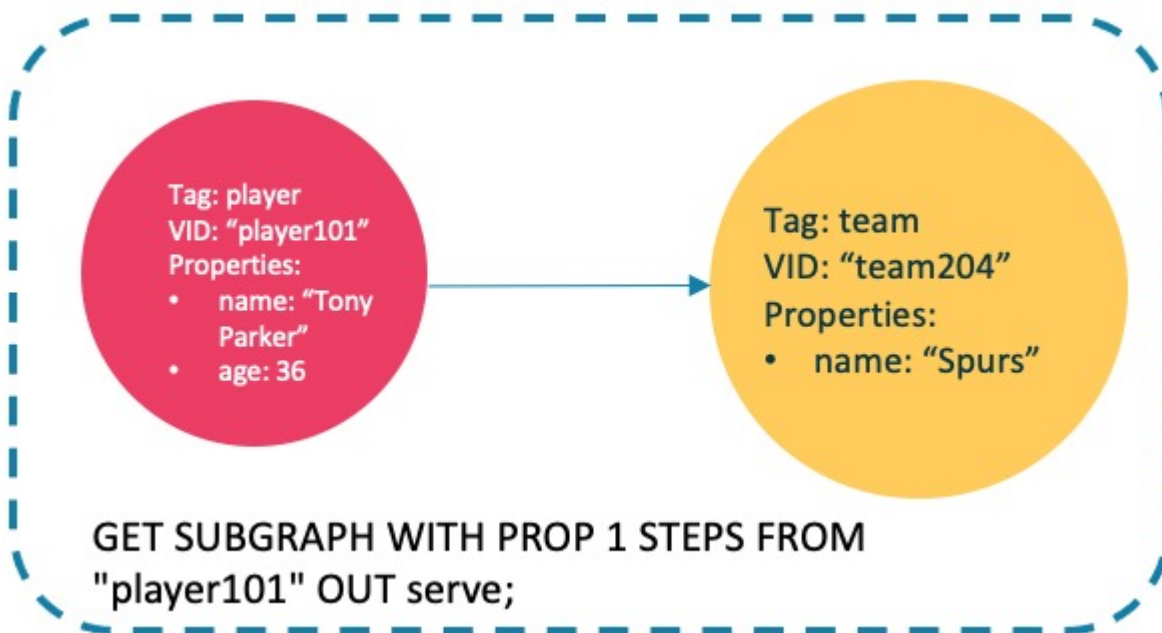 Tag: player
VID: “player101”
Properties:
• name: “Tony
Parker”
• age: 36
Tag: team
VID: “team204”
Properties:
• name: “Spurs”
GET SUBGRAPH WITH PROP 1 STEPS FROM
"player101" OUT serve;